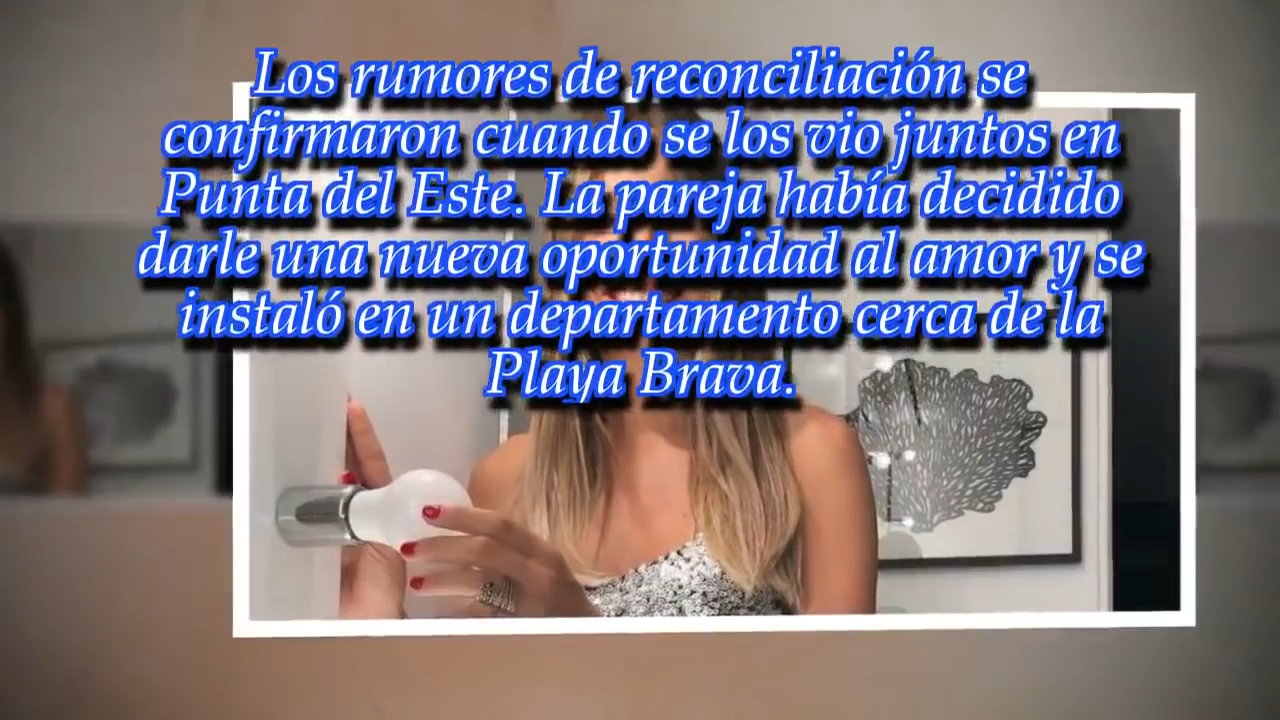 Los rumores de reconciliación se
confirmaron cuando se los vio juntos en
Punta del Este. La pareja había decidido
darle una nueva oportunidad al amor y se
instaló en un departamento cerca de la
Playa Brava.